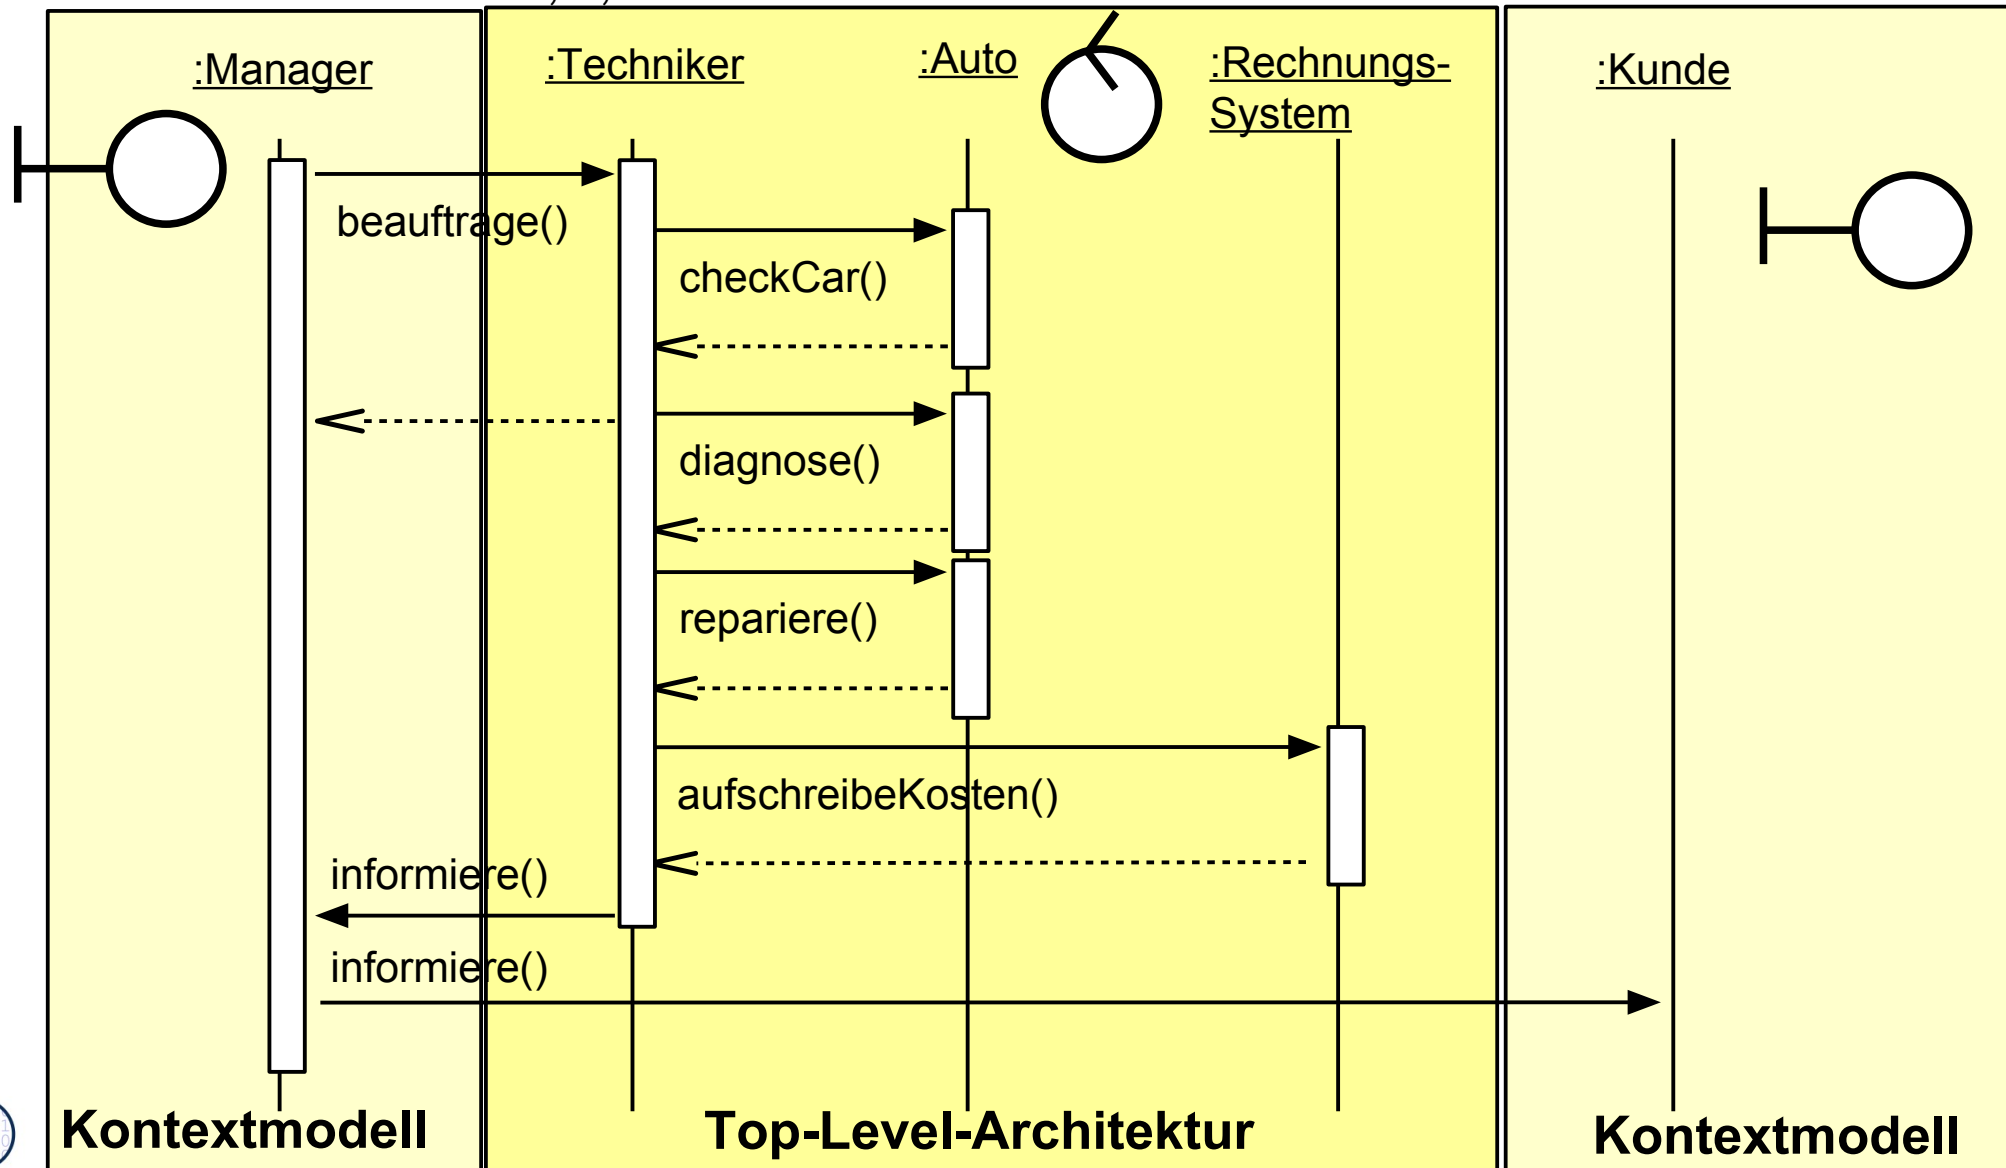 :Manager
:Techniker
:Auto
:Rechnungs-
System
:Kunde
beauftrage()
checkCar()
diagnose()
repariere()
aufschreibeKosten()
informiere()
informiere()
Kontextmodell
Top-Level-Architektur
Kontextmodell